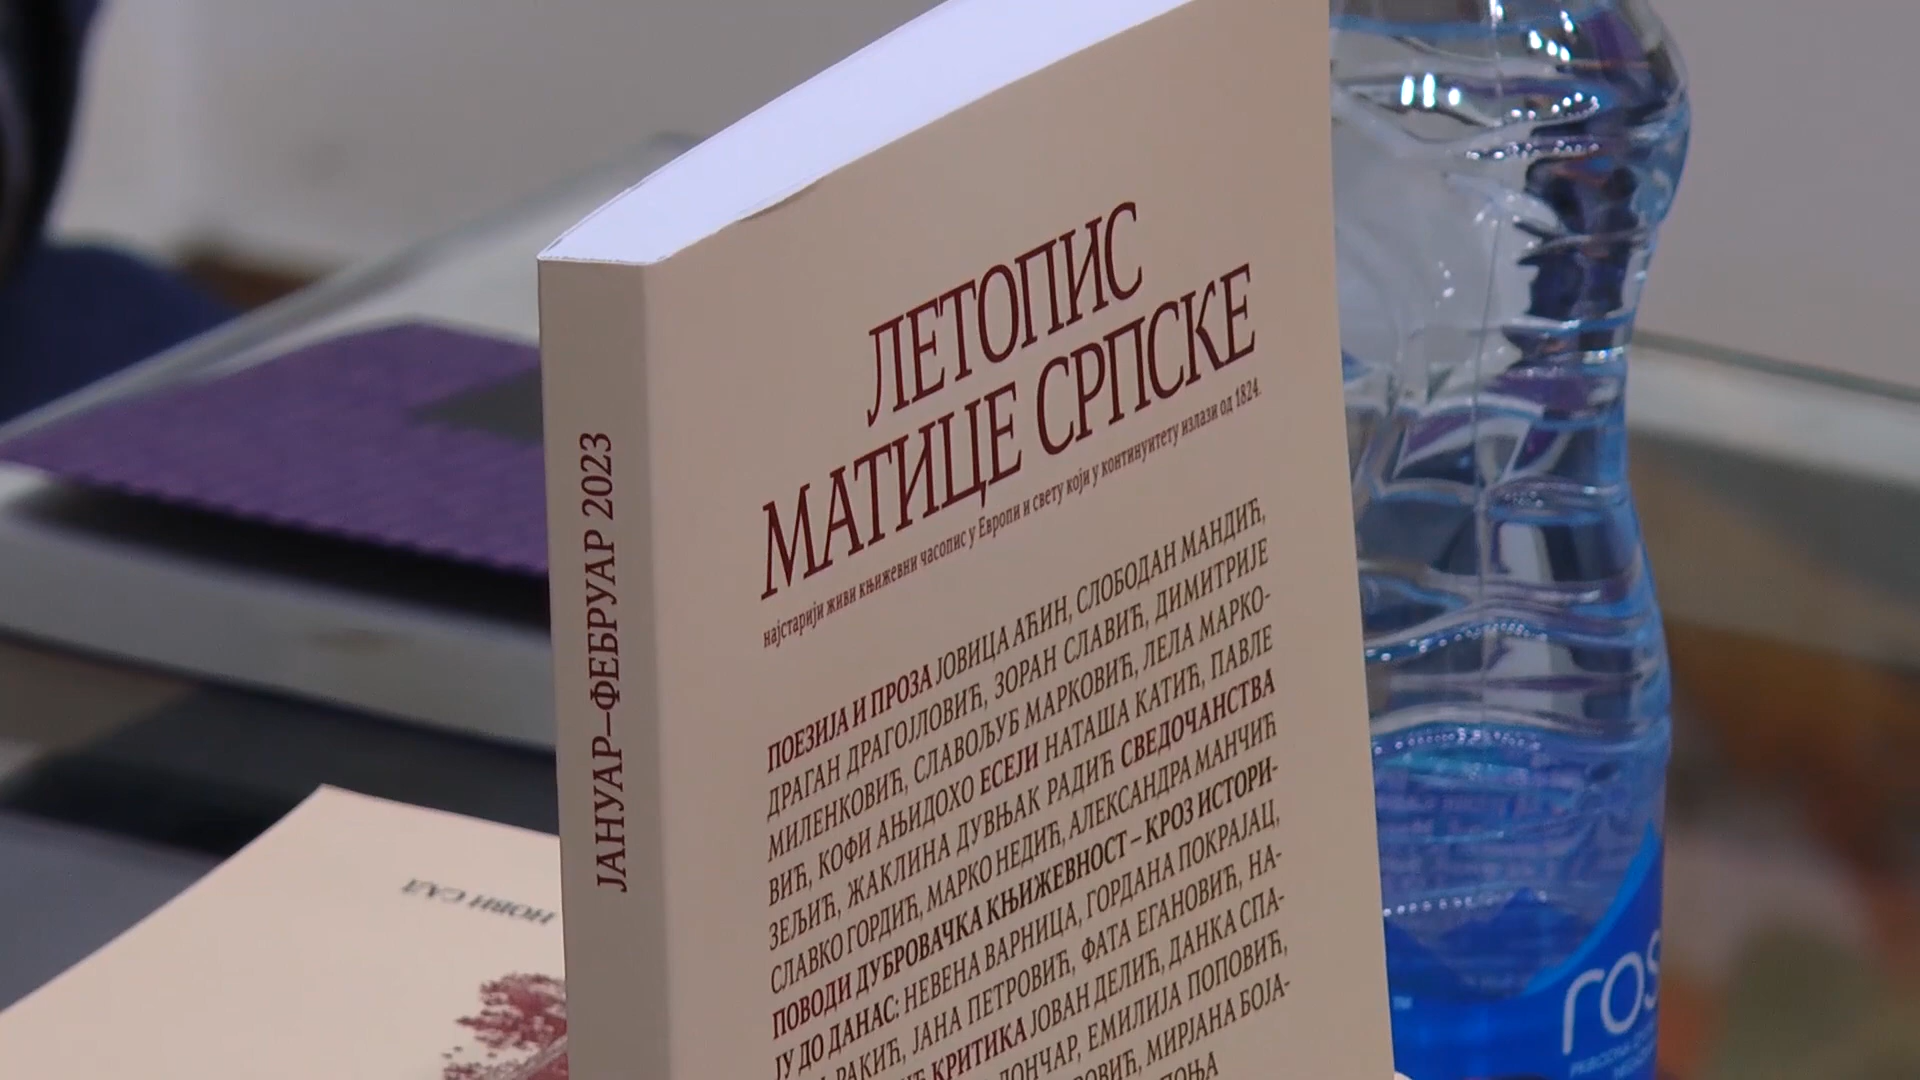 ЛЕТОПИС
МАТИЦЕ СРПСКЕ
најстарији живи књижевни часопис у Европи и свету који у континуитету излази од 1824.
ПОЕЗИЈА И ПРОЗА ЈОВИЦА АЋИН, СЛОБОДАН МАНДИЋ,
ДРАГАН ДРАГОЈЛОВИЋ, ЗОРАН СЛАВИЋ, ДИМИТРИЈЕ
МИЛЕНКОВИЋ, СЛАВОЉУБ МАРКОВИЋ, ЛЕЛА МАРКО-
ВИЋ, КОФИ АЊИДОХО ЕСЕЈИ НАТАША КАТИЋ, ПАВЛЕ
ЗЕЉИЋ, ЖАКЛИНА ДУВЊАК РАДИЋ СВЕДОЧАНСТВА
СЛАВКО ГОРДИЋ, МАРКО НЕДИЋ, АЛЕКСАНДРА МАНЧИЋ
ПОВОДИ ДУБРОВАЧКА КЊИЖЕВНОСТ – КРОЗ ИСТОРИ-
ЈУ ДО ДАНАС: НЕВЕНА ВАРНИЦА, ГОРДАНА ПОКРАЈАЦ,
РАКИЋ, ЈАНА ПЕТРОВИЋ, ФАТА ЕГАНОВИЋ, НА-
КРИТИКА ЈОВАН ДЕЛИЋ, ДАНКА СПА-
ЛОНЧАР, ЕМИЛИЈА ПОПОВИЋ,
МИРЈАНА БОЈА-
ЈАНУАР–ФЕБРУАР 2023
НОВИ САД